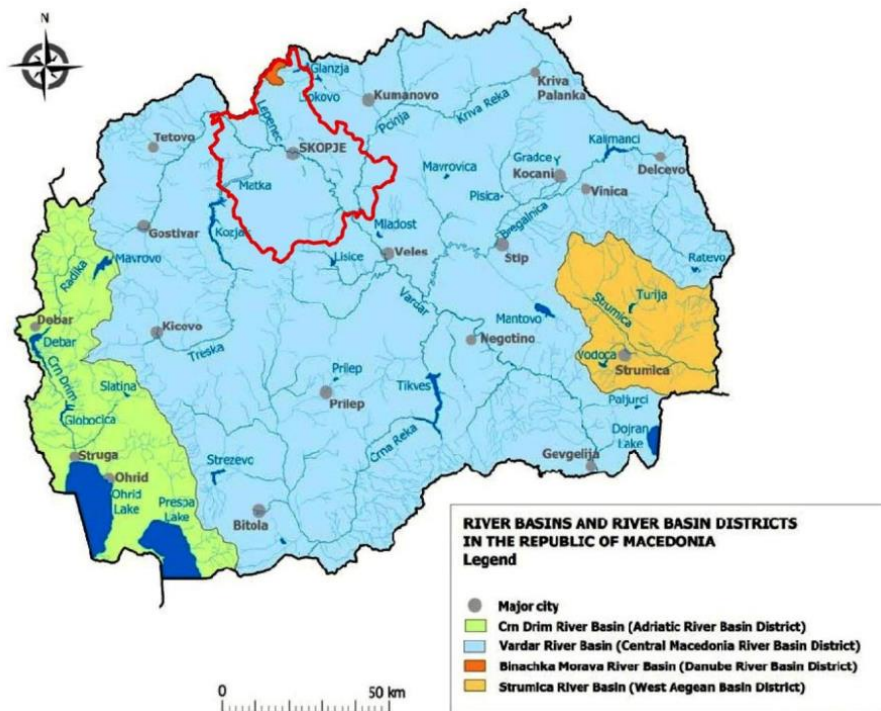 N
Glanzja
Lipkovo
Kumanovo
Kriva
Palanka
Lepenec
Pcinja
Kriva Reka
Tetovo
SKOPJE
Kalimanci
Gradce
Kocani
Delcevo
Matka
Mavrovica
Pisica
Vinica
Gostivar
Kozjak
Mladost
Bregalnica
Veles
Stip
Lisice
Radika
Mavrovo
Ratevo
Vardar
Strumica
Turija
Mantovo
Debar
Debar
Kicevo
Treska
Negotino
Vodoca
Strumica
Crn Drim
Slatina
Prilep
Prilep
Tikves
Globocica
Paljurci
Dojran
Lake
Crna Reka
Struga
Ohrid
Strezevo
Gevgelija
Ohrid
Lake
Prespa
Lake
Bitola
RIVER BASINS AND RIVER BASIN DISTRICTS
IN THE REPUBLIC OF MACEDONIA
Legend
Major city
Crn Drim River Basin (Adriatic River Basin District)
Vardar River Basin (Central Macedonia River Basin District)
Binachka Morava River Basin (Danube River Basin District)
Strumica River Basin (West Aegean Basin District)
0 50 km